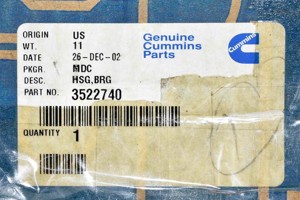 ORIGIN US
WT. 11
DATE 26-DEC-02
PKGR. MDC
DESC. HSG,BRG
PART NO. 3522740
QUANTITY 1
Genuine
Cummins
Parts
Cummins